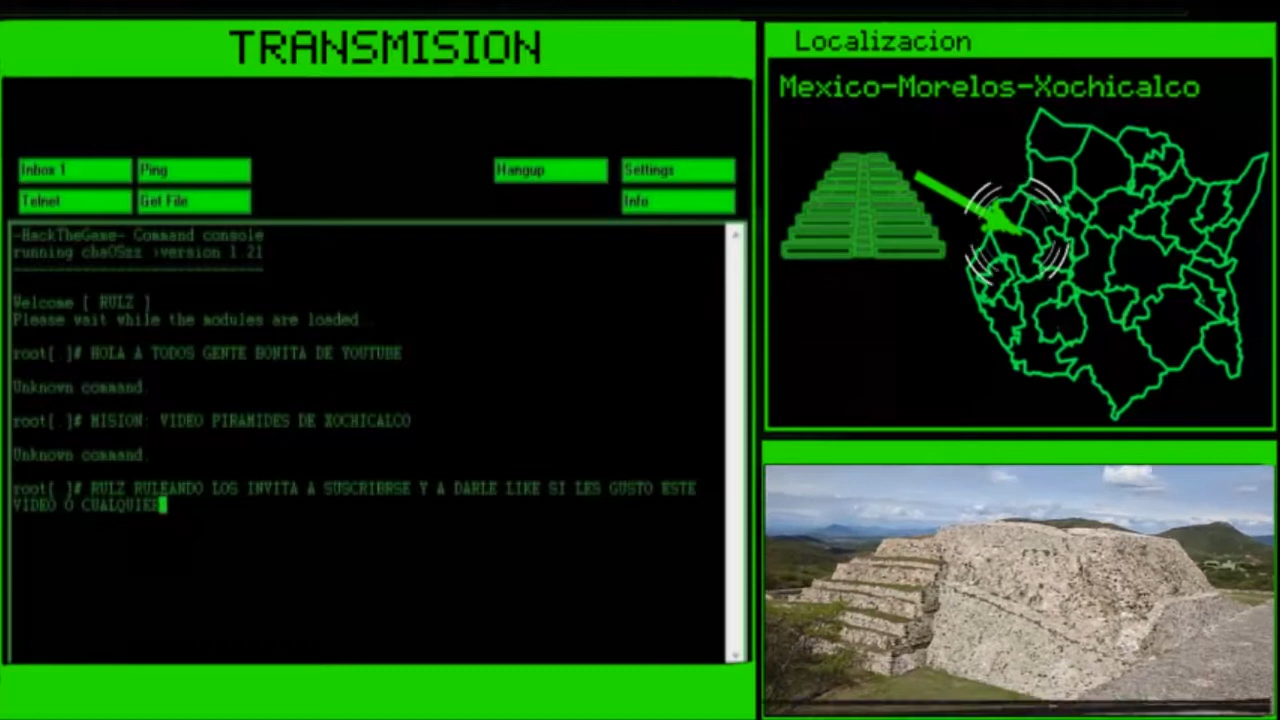 TRANSMISION
Inbox 1
Ping
Hangup
Settings
Telnet
Get File
Info
-HackTheGame- Command console
running chaOSzz >version 1.21
Welcome [ RULZ ]
Please wait while the modules are loaded..
root[.]# HOLA A TODOS GENTE BONITA DE YOUTUBE
Unknown command.
root[.]# MISION: VIDEO PIRAMIDES DE XOCHICALCO
Unknown command.
root[ ]# RULZ RULEANDO LOS INVITA A SUSCRIBRSE Y A DARLE LIKE SI LES GUSTO ESTE
VIDEO O CUALQUIER
Localizacion
Mexico-Morelos-Xochicalco